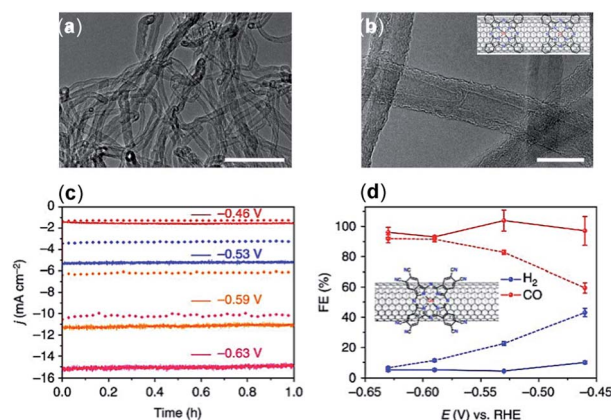 (a)
(b)
(c)
−0.46 V
−0.53 V
−0.59 V
−0.63 V
0
−2
−4
−6
−8
−10
−12
−14
−16
j (mA cm−2)
0.0
0.2
0.4
0.6
0.8
1.0
Time (h)
(d)
100
80
60
40
20
0
FE (%)
H2
CO
−0.65
−0.60
−0.55
−0.50
−0.45
E (V) vs. RHE